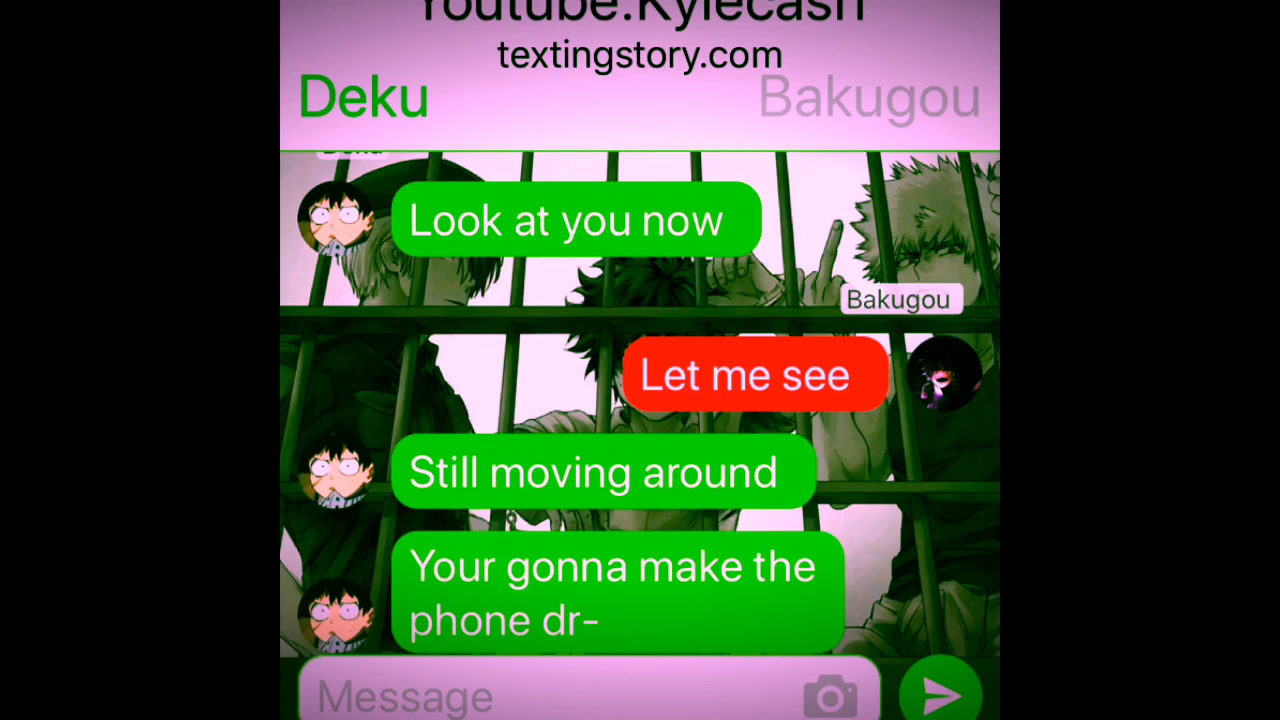 Youtube:Kylecash
textingstory.com
Deku Bakugou
Deku
Look at you now
Bakugou
Let me see
Still moving around
Your gonna make the
phone dr-
Message